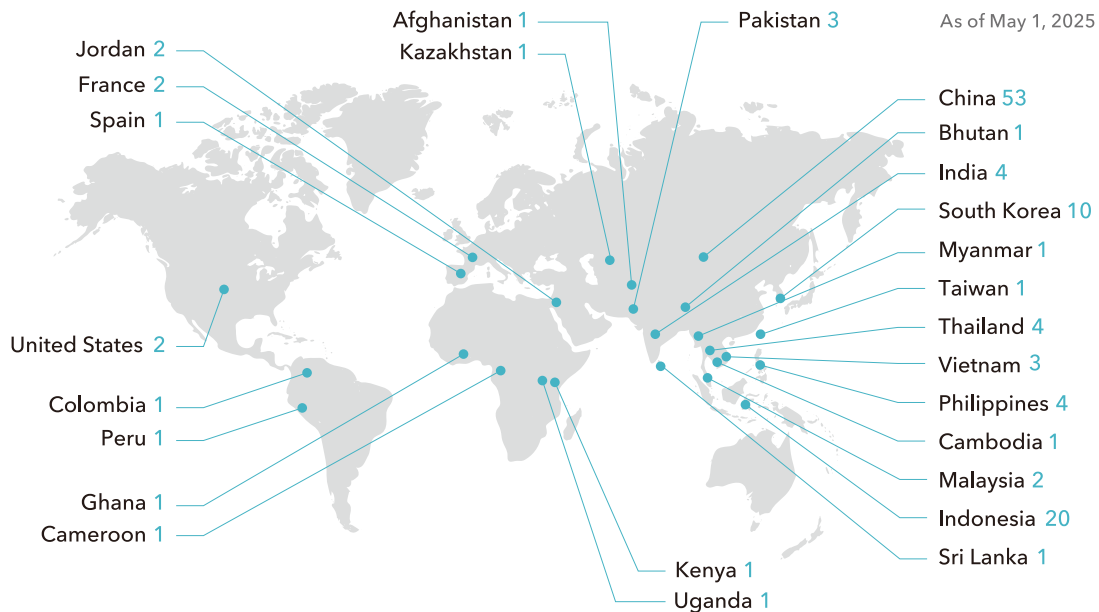 As of May 1, 2025
Afghanistan 1
Kazakhstan 1
Pakistan 3
Jordan 2
France 2
Spain 1
United States 2
Colombia 1
Peru 1
Ghana 1
Cameroon 1
Kenya 1
Uganda 1
China 53
Bhutan 1
India 4
South Korea 10
Myanmar 1
Taiwan 1
Thailand 4
Vietnam 3
Philippines 4
Cambodia 1
Malaysia 2
Indonesia 20
Sri Lanka 1